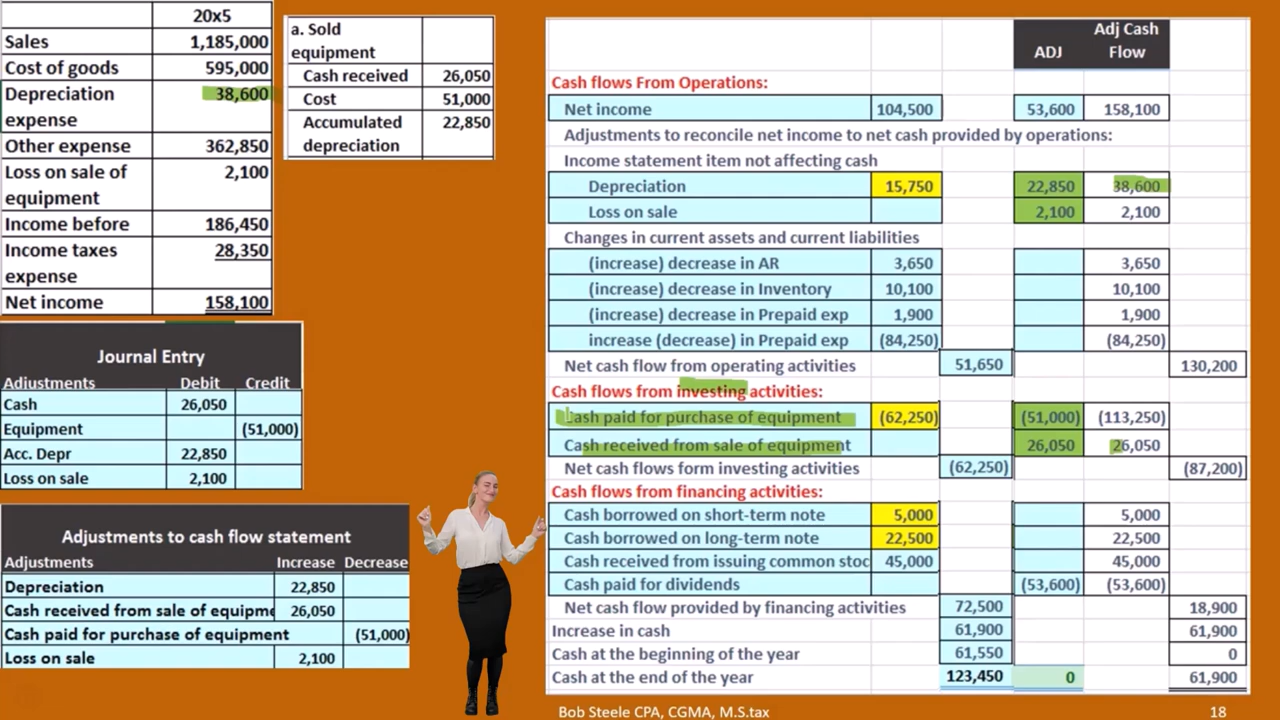 20x5
Sales 1,185,000
Cost of goods 595,000
Depreciation 38,600
expense
Other expense 362,850
Loss on sale of 2,100
equipment
Income before 186,450
Income taxes 28,350
expense
Net income 158,100
a. Sold
equipment
Cash received 26,050
Cost 51,000
Accumulated 22,850
depreciation
Journal Entry
Adjustments Debit Credit
Cash 26,050
Equipment (51,000)
Acc. Depr 22,850
Loss on sale 2,100
Adjustments to cash flow statement
Adjustments Increase Decrease
Depreciation 22,850
Cash received from sale of equipme 26,050
Cash paid for purchase of equipment (51,000)
Loss on sale 2,100
Adj Cash
ADJ Flow
Cash flows From Operations:
Net income 104,500 53,600 158,100
Adjustments to reconcile net income to net cash provided by operations:
Income statement item not affecting cash
Depreciation 15,750 22,850 38,600
Loss on sale 2,100 2,100
Changes in current assets and current liabilities
(increase) decrease in AR 3,650 3,650
(increase) decrease in Inventory 10,100 10,100
(increase) decrease in Prepaid exp 1,900 1,900
increase (decrease) in Prepaid exp (84,250) (84,250)
Net cash flow from operating activities 51,650 130,200
Cash flows from investing activities:
Cash paid for purchase of equipment (62,250) (51,000) (113,250)
Cash received from sale of equipment 26,050 26,050
Net cash flows form investing activities (62,250) (87,200)
Cash flows from financing activities:
Cash borrowed on short-term note 5,000 5,000
Cash borrowed on long-term note 22,500 22,500
Cash received from issuing common stoc 45,000 45,000
Cash paid for dividends (53,600) (53,600)
Net cash flow provided by financing activities 72,500 18,900
Increase in cash 61,900 61,900
Cash at the beginning of the year 61,550 0
Cash at the end of the year 123,450 0 61,900
Bob Steele CPA, CGMA, M.S.tax 18